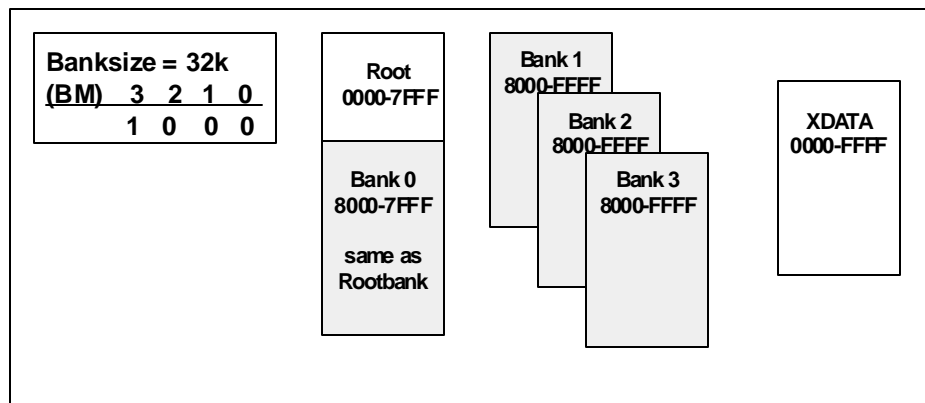 Banksize = 32k
(BM) 3 2 1 0
1 0 0 0
Root
0000-7FFF
Bank 0
8000-7FFF
same as
Rootbank
Bank 1
8000-FFFF
Bank 2
8000-FFFF
Bank 3
8000-FFFF
XDATA
0000-FFFF